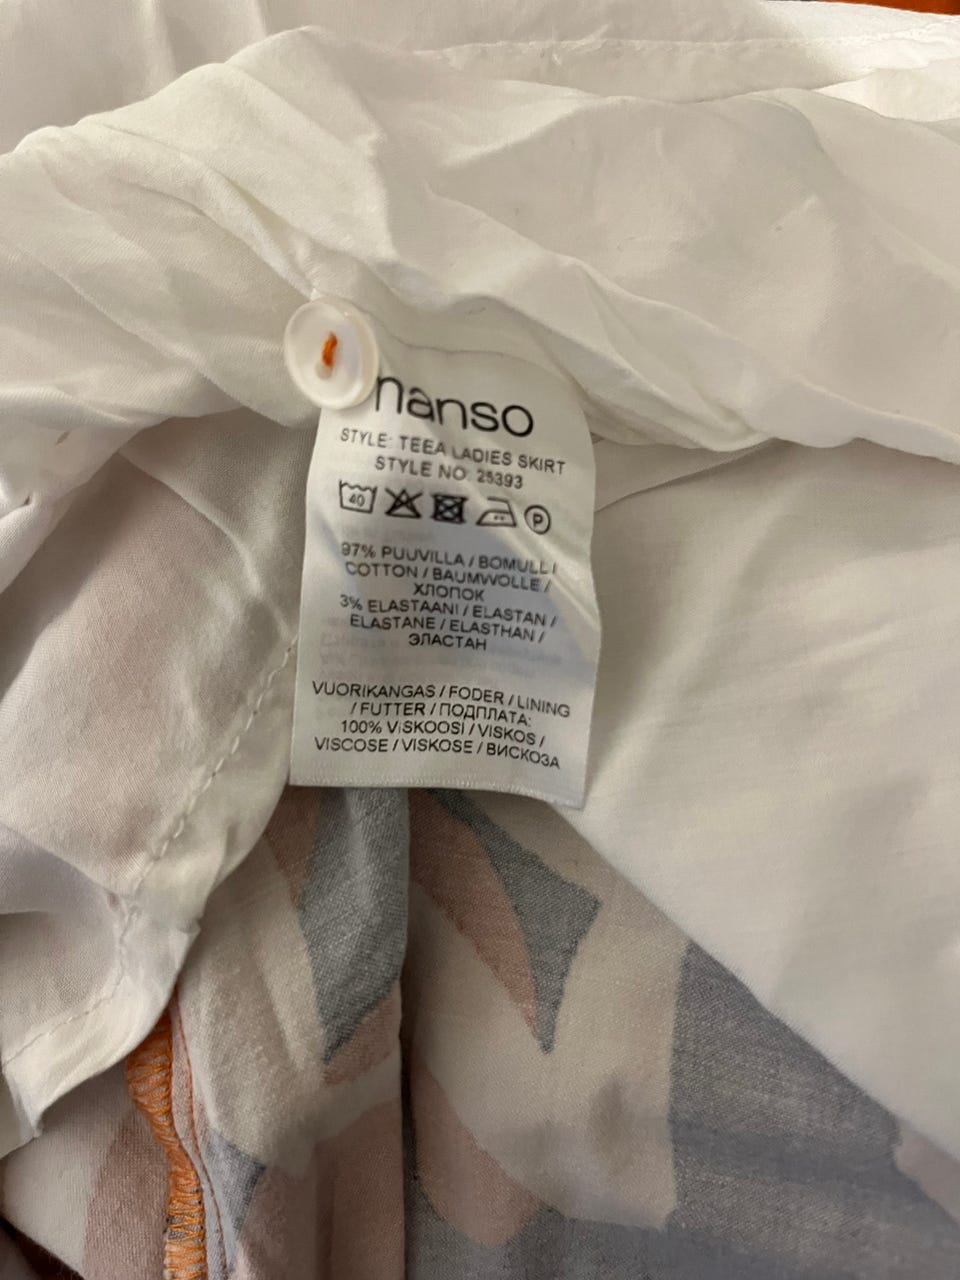 nanso
STYLE: TEEA LADIES SKIRT
STYLE NO: 25393
40 P
97% PUUVILLA / BOMULL /
COTTON / BAUMWOLLE /
ХЛОПОК
3% ELASTAANI / ELASTAN /
ELASTANE / ELASTHAN /
ЭЛАСТАН
VUORIKANGAS / FODER / LINING
/ FUTTER / ПОДПЛАТА:
100% VISKOOSI / VISKOS /
VISCOSE / VISKOSE / ВИСКОЗА